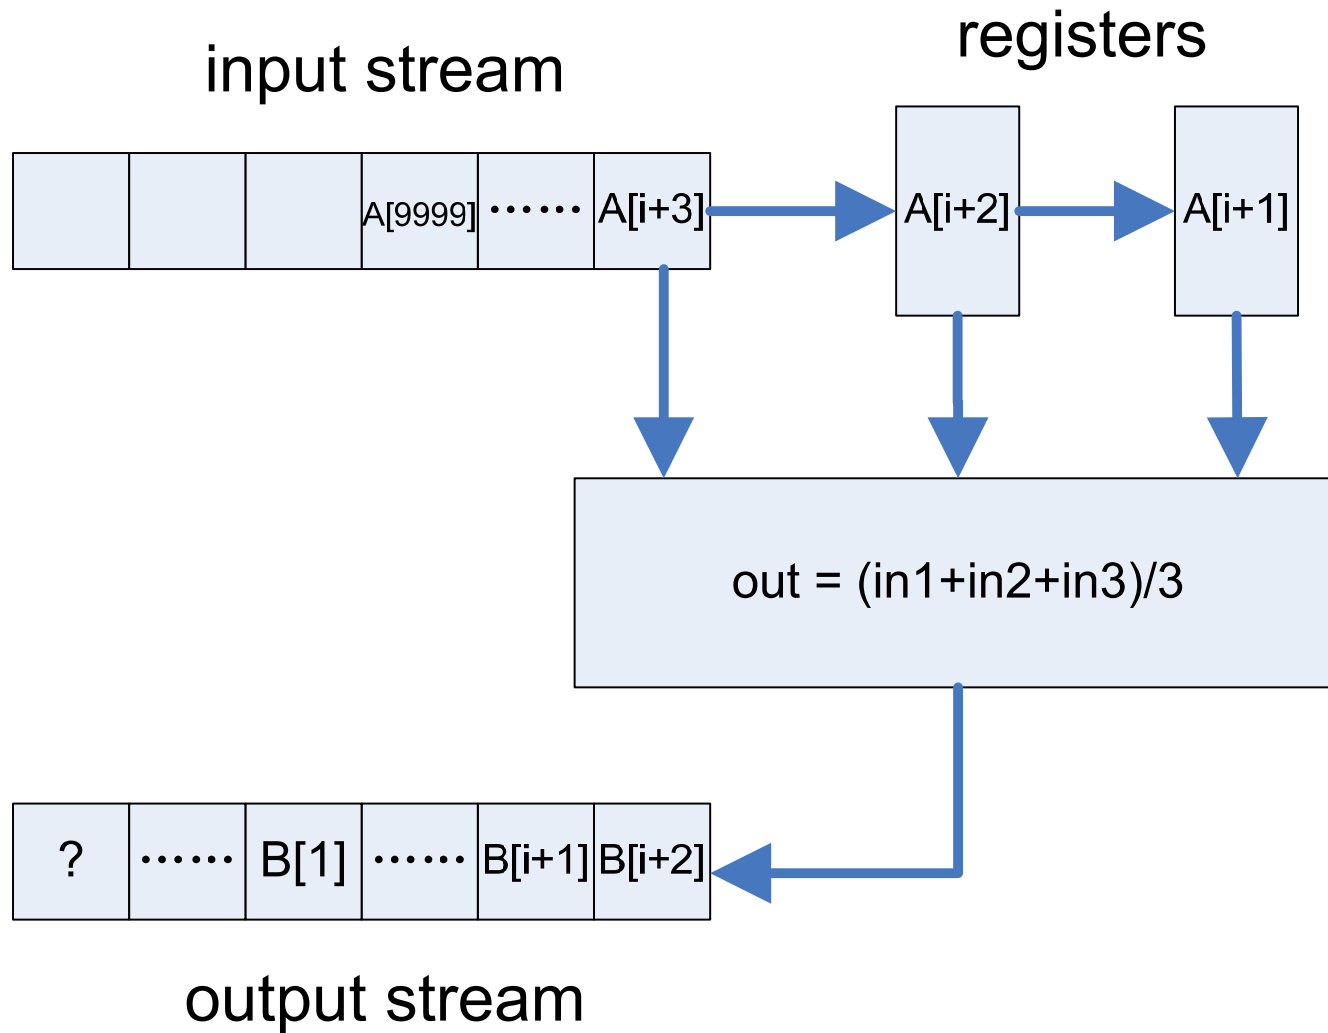 registers
input stream
A[9999] ...... A[i+3] A[i+2] A[i+1]
out = (in1+in2+in3)/3
? ...... B[1] ...... B[i+1] B[i+2]
output stream